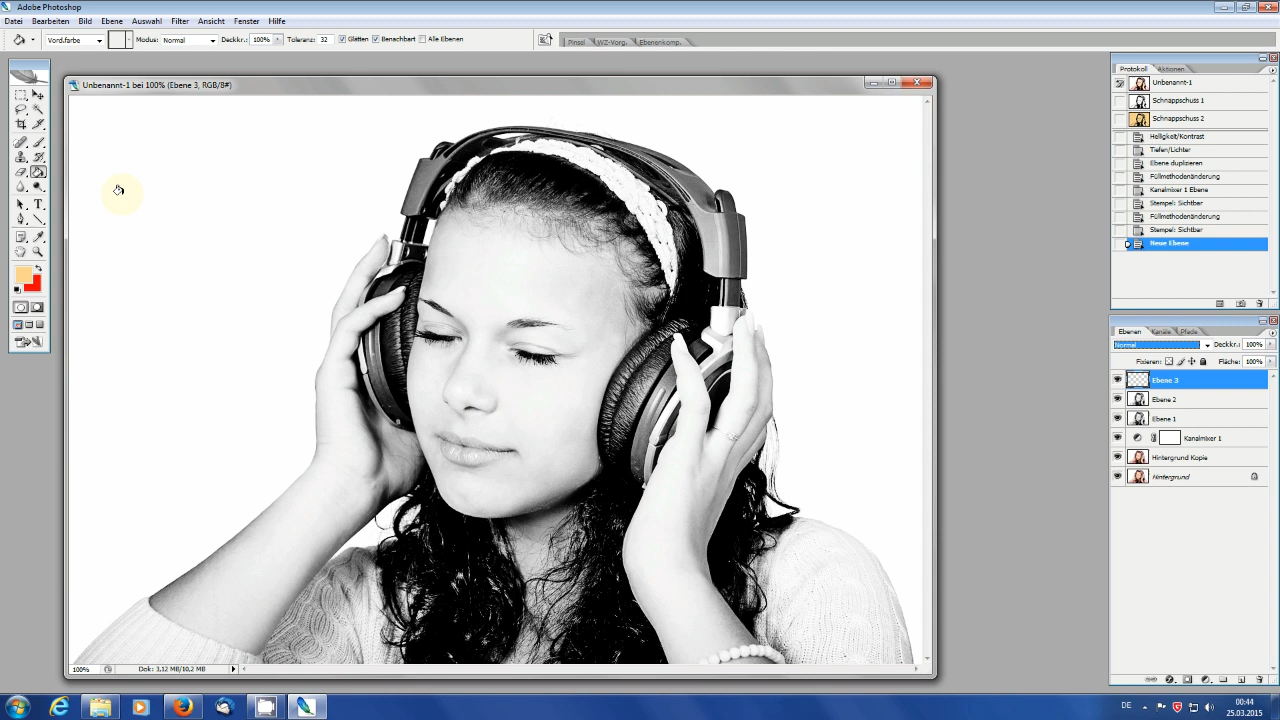 Adobe Photoshop
Datei Bearbeiten Bild Ebene Auswahl Filter Ansicht Fenster Hilfe
Vord.farbe Modus: Normal Deckkr.: 100% Toleranz: 32 Glätten Benachbart Alle Ebenen
Pinsel WZ-Vorg. Ebenenkomp.
Unbenannt-1 bei 100% (Ebene 3, RGB/8#)
Protokoll Aktionen
Unbenannt-1
Schnappschuss 1
Schnappschuss 2
Helligkeit/Kontrast
Tiefen/Lichter
Ebene duplizieren
Füllmethodenänderung
Kanalmixer 1 Ebene
Stempel: Sichtbar
Füllmethodenänderung
Stempel: Sichtbar
Neue Ebene
Ebenen Kanäle Pfade
Normal Deckkr.: 100%
Fixieren: Fläche: 100%
Ebene 3
Ebene 2
Ebene 1
Kanalmixer 1
Hintergrund Kopie
Hintergrund
100% Dok: 3,12 MB/10,2 MB
DE
00:44
25.03.2015